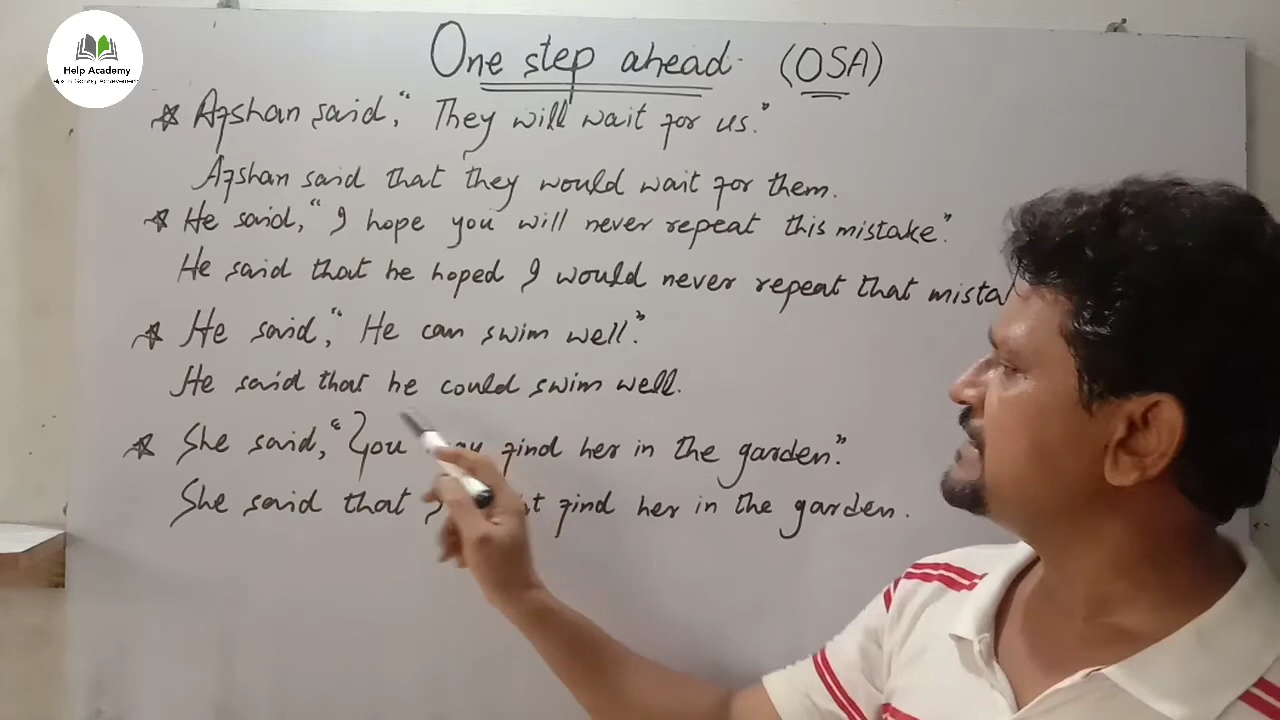 Help Academy
One step ahead. (OSA)
☆ Afshan said, "They will wait for us."
Afshan said that they would wait for them.
☆ He said, "I hope you will never repeat this mistake".
He said that he hoped I would never repeat that mista
☆ He said, "He can swim well".
He said that he could swim well.
☆ She said, "You find her in the garden."
She said that find her in the garden.